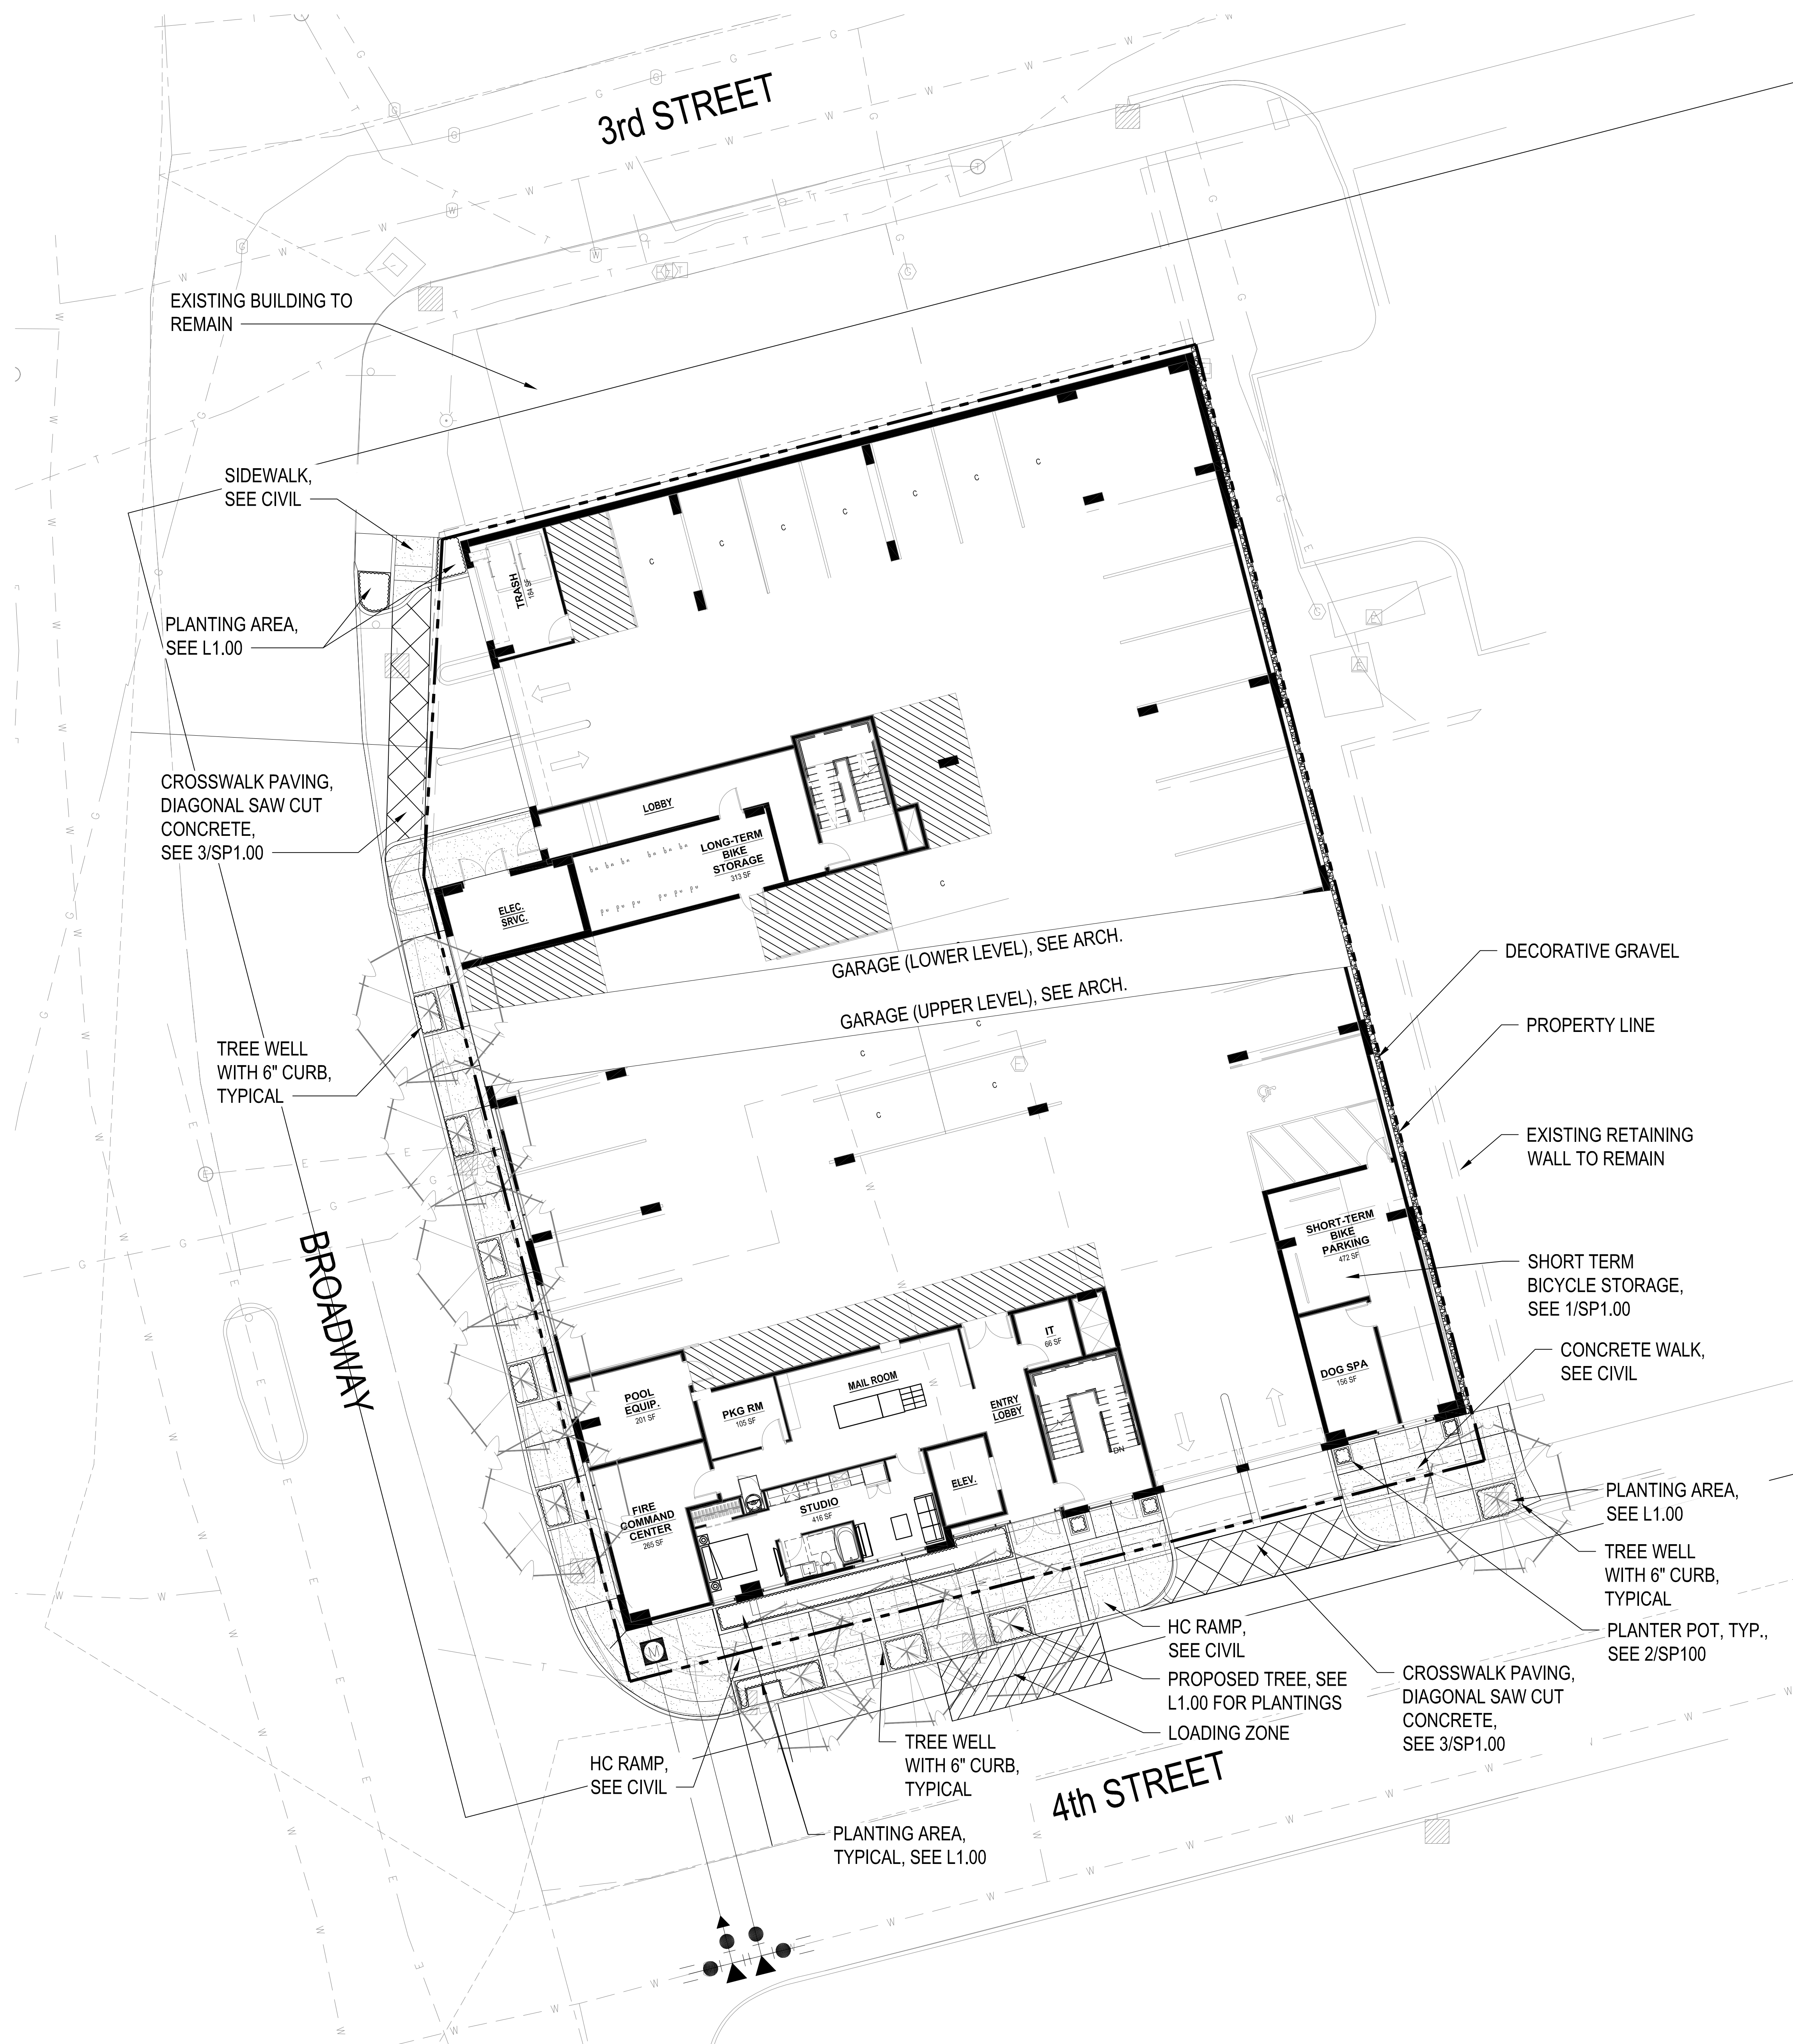 3rd STREET
EXISTING BUILDING TO
REMAIN
SIDEWALK,
SEE CIVIL
TRASH
184 SF
PLANTING AREA,
SEE L1.00
CROSSWALK PAVING,
DIAGONAL SAW CUT
CONCRETE,
SEE 3/SP1.00
LOBBY
LONG-TERM
BIKE
STORAGE
313 SF
ELEC.
SRVC.
GARAGE (LOWER LEVEL), SEE ARCH.
GARAGE (UPPER LEVEL), SEE ARCH.
DECORATIVE GRAVEL
PROPERTY LINE
TREE WELL
WITH 6" CURB,
TYPICAL
EXISTING RETAINING
WALL TO REMAIN
BROADWAY
SHORT-TERM
BIKE
PARKING
472 SF
SHORT TERM
BICYCLE STORAGE,
SEE 1/SP1.00
IT
66 SF
CONCRETE WALK,
SEE CIVIL
DOG SPA
156 SF
POOL
EQUIP.
201 SF
PKG RM
105 SF
MAIL ROOM
ENTRY
LOBBY
DN
ELEV.
STUDIO
416 SF
FIRE
COMMAND
CENTER
265 SF
PLANTING AREA,
SEE L1.00
TREE WELL
WITH 6" CURB,
TYPICAL
PLANTER POT, TYP.,
SEE 2/SP100
HC RAMP,
SEE CIVIL
PROPOSED TREE, SEE
L1.00 FOR PLANTINGS
LOADING ZONE
CROSSWALK PAVING,
DIAGONAL SAW CUT
CONCRETE,
SEE 3/SP1.00
M
TREE WELL
WITH 6" CURB,
TYPICAL
HC RAMP,
SEE CIVIL
4th STREET
PLANTING AREA,
TYPICAL, SEE L1.00